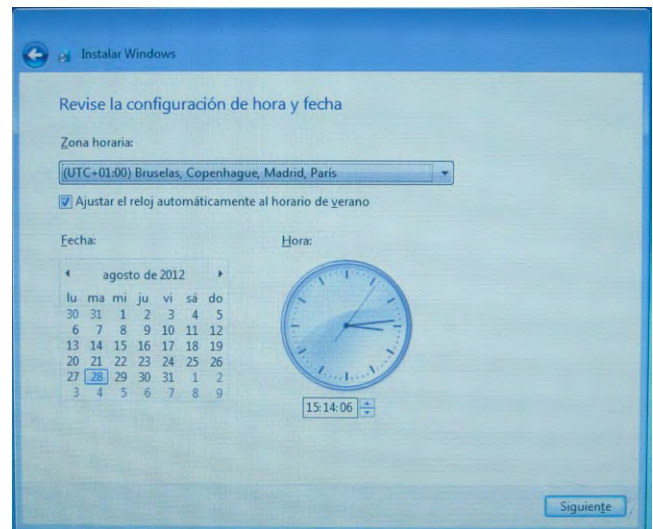 Instalar Windows
Revise la configuración de hora y fecha
Zona horaria:
(UTC+01:00) Bruselas, Copenhague, Madrid, París
Ajustar el reloj automáticamente al horario de verano
Fecha:
Hora:
agosto de 2012
lu ma mi ju vi sá do
30 31 1 2 3 4 5
6 7 8 9 10 11 12
13 14 15 16 17 18 19
20 21 22 23 24 25 26
27 28 29 30 31 1 2
3 4 5 6 7 8 9
15:14:06
Siguiente